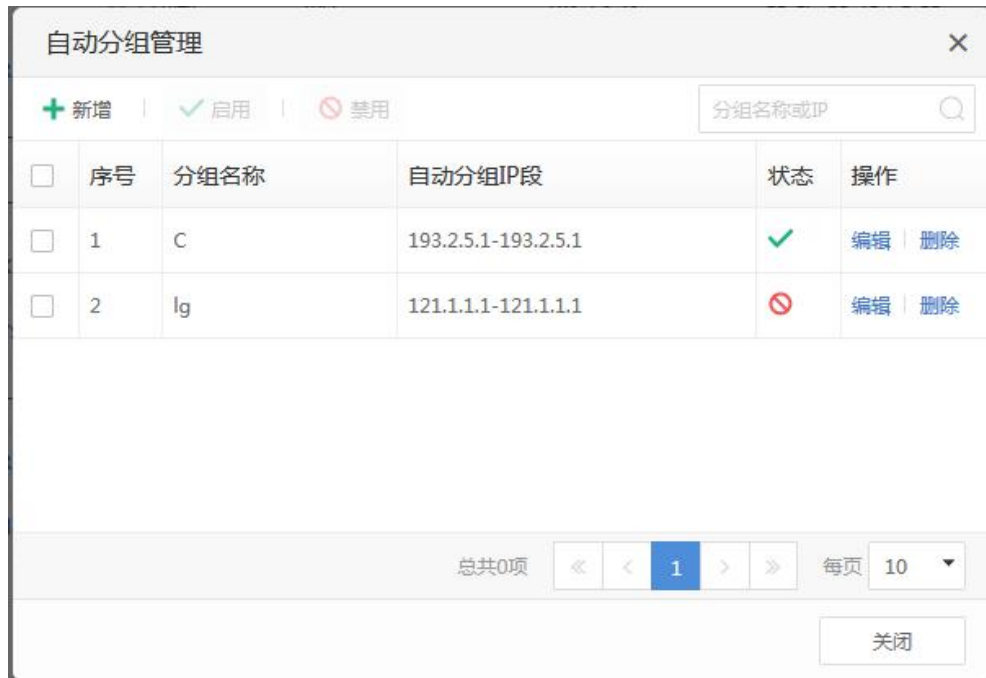 自动分组管理
新增 启用 禁用 分组名称或IP
序号 分组名称 自动分组IP段 状态 操作
1 C 193.2.5.1-193.2.5.1 编辑 删除
2 lg 121.1.1.1-121.1.1.1 编辑 删除
总共0项 « < 1 > » 每页 10
关闭